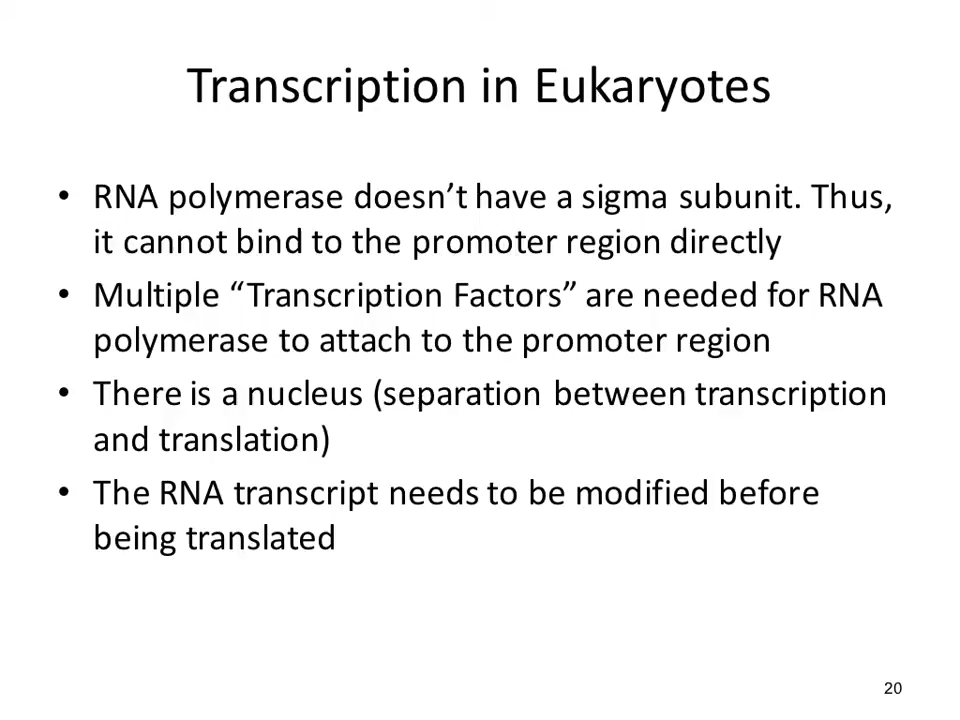 Transcription in Eukaryotes
• RNA polymerase doesn’t have a sigma subunit. Thus,
it cannot bind to the promoter region directly
• Multiple “Transcription Factors” are needed for RNA
polymerase to attach to the promoter region
• There is a nucleus (separation between transcription
and translation)
• The RNA transcript needs to be modified before
being translated
20